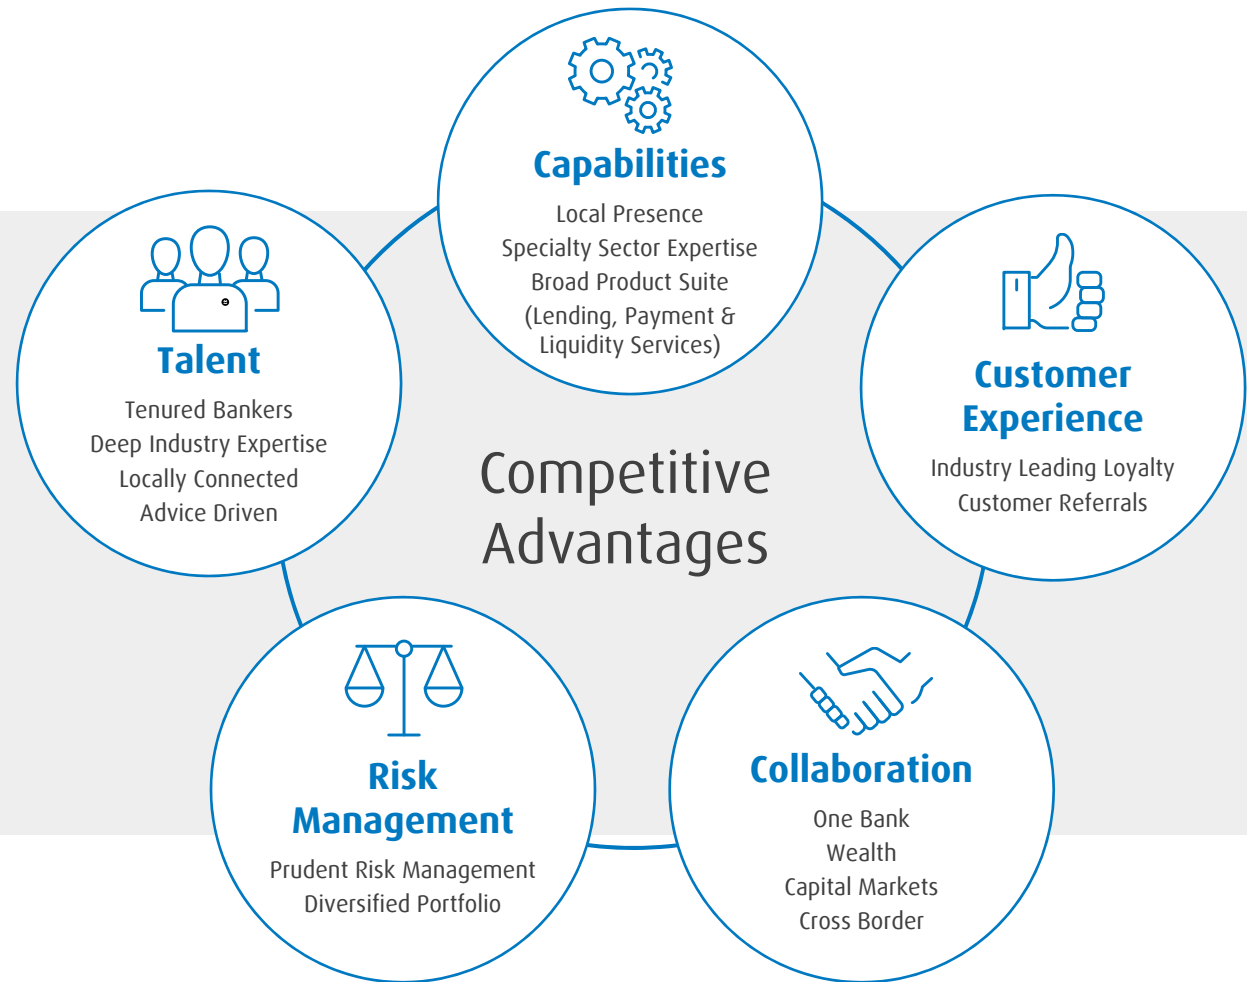 Capabilities
Local Presence
Specialty Sector Expertise
Broad Product Suite
(Lending, Payment &
Liquidity Services)
Talent
Tenured Bankers
Deep Industry Expertise
Locally Connected
Advice Driven
Customer
Experience
Industry Leading Loyalty
Customer Referrals
Competitive
Advantages
Risk
Management
Prudent Risk Management
Diversified Portfolio
Collaboration
One Bank
Wealth
Capital Markets
Cross Border